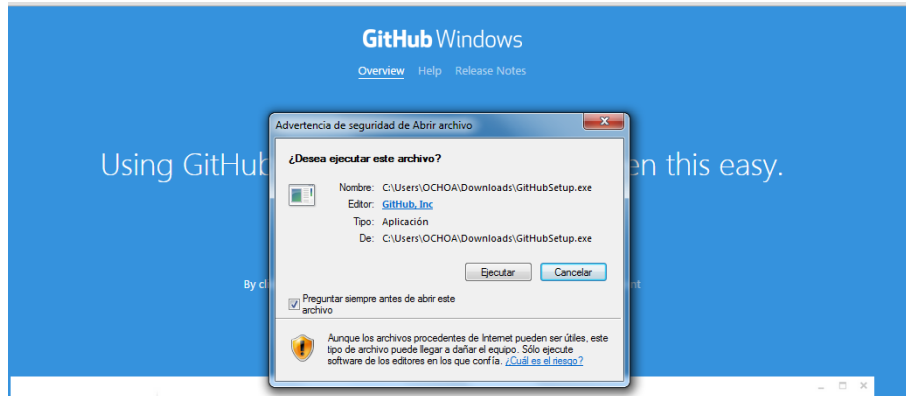 GitHub Windows
Overview Help Release Notes
Advertencia de seguridad de Abrir archivo
¿Desea ejecutar este archivo?
Using GitHub
en this easy.
Nombre: C:\Users\OCHOA\Downloads\GitHubSetup.exe
Editor: GitHub, Inc
Tipo: Aplicación
De: C:\Users\OCHOA\Downloads\GitHubSetup.exe
Ejecutar Cancelar
By cli
nt
Preguntar siempre antes de abrir este
archivo
Aunque los archivos procedentes de Internet pueden ser útiles, este
tipo de archivo puede llegar a dañar el equipo. Sólo ejecute
software de los editores en los que confía. ¿Cuál es el riesgo?